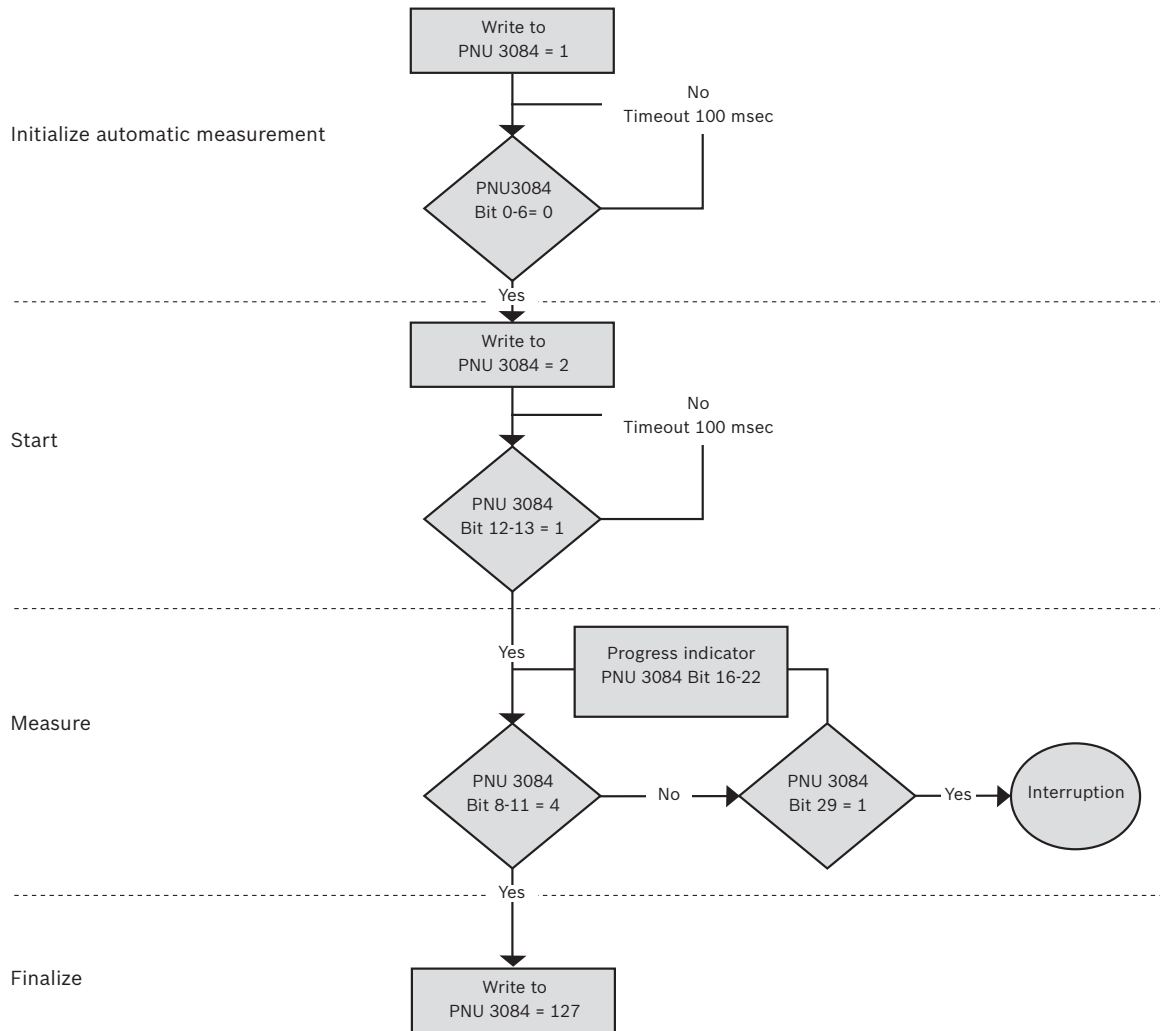 Write to
PNU 3084 = 1
No
Timeout 100 msec
Initialize automatic measurement
PNU3084
Bit 0-6= 0
Yes
Write to
PNU 3084 = 2
No
Timeout 100 msec
Start
PNU 3084
Bit 12-13 = 1
Yes
Progress indicator
PNU 3084 Bit 16-22
Measure
PNU 3084
Bit 8-11 = 4
No
PNU 3084
Bit 29 = 1
Yes
Interruption
Yes
Finalize
Write to
PNU 3084 = 127